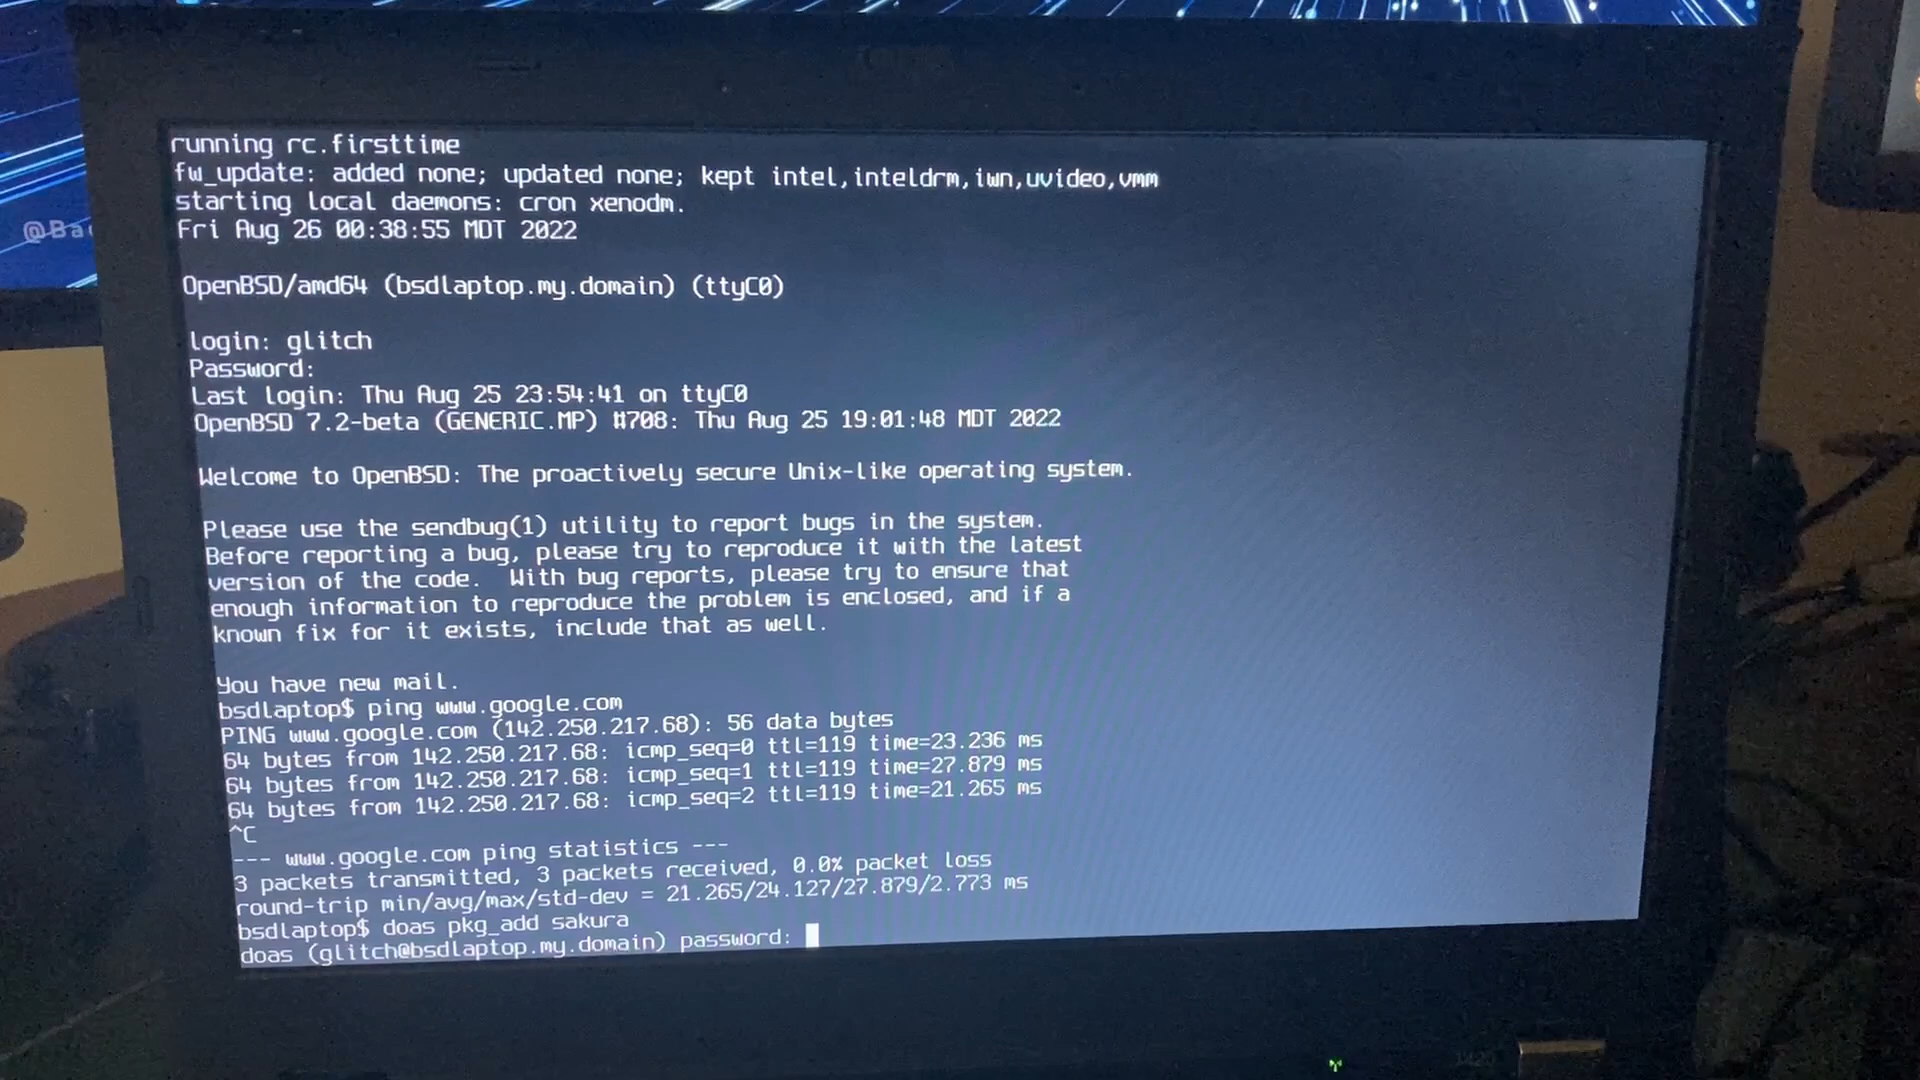 running rc.firsttime
fw_update: added none; updated none; kept intel,inteldrm,iwn,uvideo,vmm
starting local daemons: cron xenodm.
Fri Aug 26 00:38:55 MDT 2022
@Ba
OpenBSD/amd64 (bsdlaptop.my.domain) (ttyC0)
login: glitch
Password:
Last login: Thu Aug 25 23:54:41 on ttyC0
OpenBSD 7.2-beta (GENERIC.MP) #708: Thu Aug 25 19:01:48 MDT 2022
Welcome to OpenBSD: The proactively secure Unix-like operating system.
Please use the sendbug(1) utility to report bugs in the system.
Before reporting a bug, please try to reproduce it with the latest
version of the code.  With bug reports, please try to ensure that
enough information to reproduce the problem is enclosed, and if a
known fix for it exists, include that as well.
You have new mail.
bsdlaptop$ ping www.google.com
PING www.google.com (142.250.217.68): 56 data bytes
64 bytes from 142.250.217.68: icmp_seq=0 ttl=119 time=23.236 ms
64 bytes from 142.250.217.68: icmp_seq=1 ttl=119 time=27.879 ms
64 bytes from 142.250.217.68: icmp_seq=2 ttl=119 time=21.265 ms
^C
--- www.google.com ping statistics ---
3 packets transmitted, 3 packets received, 0.0% packet loss
round-trip min/avg/max/std-dev = 21.265/24.127/27.879/2.773 ms
bsdlaptop$ doas pkg_add sakura
doas (glitch@bsdlaptop.my.domain) password: